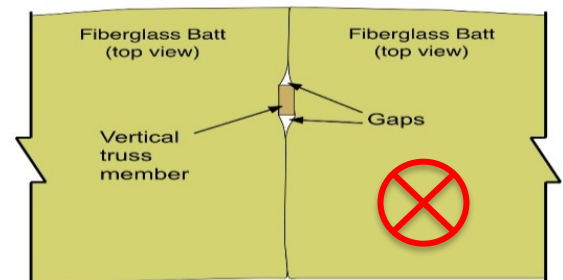 Fiberglass Batt
(top view)
Fiberglass Batt
(top view)
Gaps
Vertical
truss
member